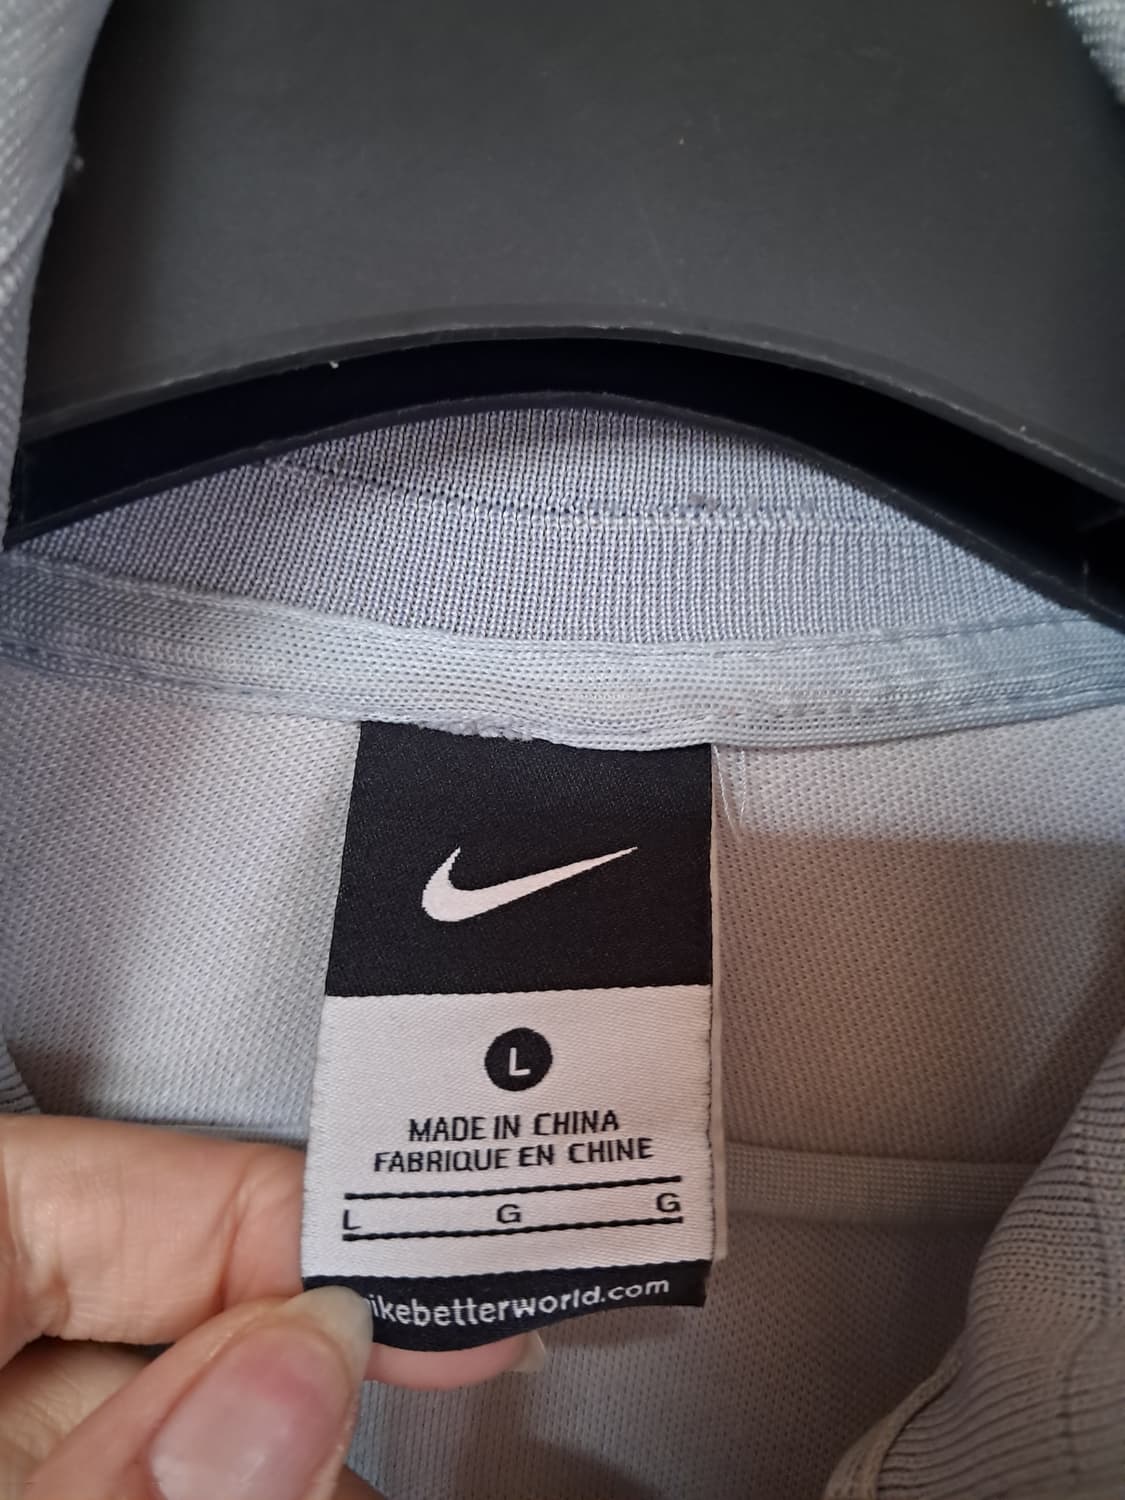 L
MADE IN CHINA
FABRIQUE EN CHINE
L G G
ikebetterworld.com